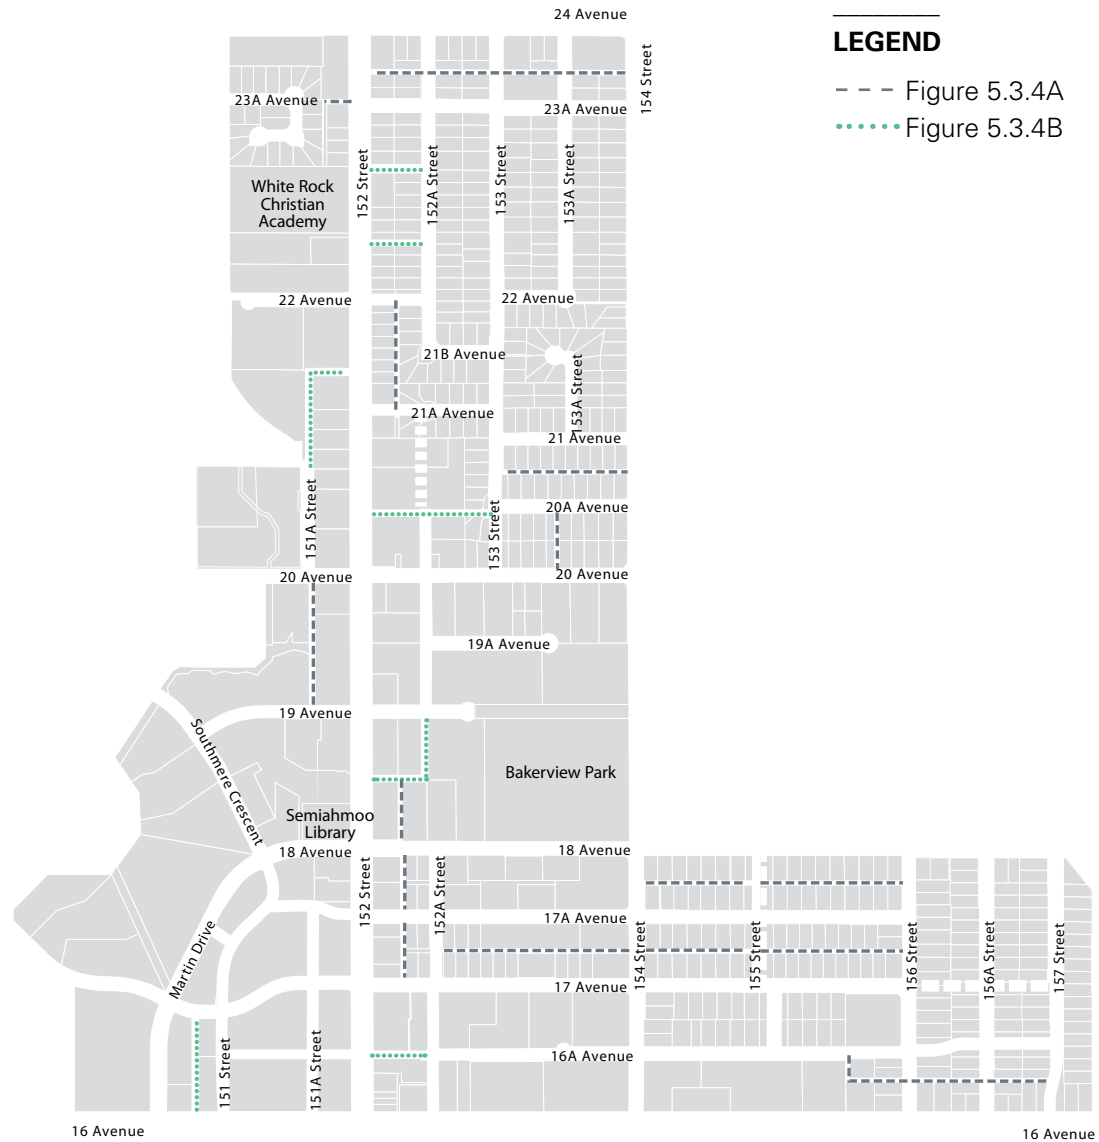 24 Avenue
LEGEND
Figure 5.3.4A
Figure 5.3.4B
154 Street
23A Avenue
23A Avenue
152 Street
152A Street
153 Street
153A Street
White Rock
Christian
Academy
22 Avenue
22 Avenue
21B Avenue
153A Street
21A Avenue
21 Avenue
151A Street
153 Street
20A Avenue
20 Avenue
20 Avenue
19A Avenue
19 Avenue
Southmere Crescent
Bakerview Park
Semiahmoo
Library
18 Avenue
18 Avenue
152 Street
152A Street
17A Avenue
Martin Drive
154 Street
155 Street
156 Street
156A Street
157 Street
17 Avenue
151 Street
151A Street
16A Avenue
16 Avenue
16 Avenue